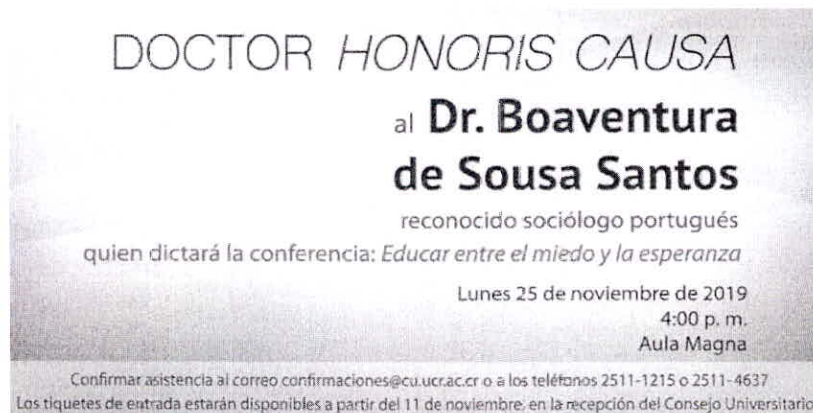 DOCTOR HONORIS CAUSA
al Dr. Boaventura
de Sousa Santos
reconocido sociólogo portugués
quien dictará la conferencia: Educar entre el miedo y la esperanza
Lunes 25 de noviembre de 2019
4:00 p. m.
Aula Magna
Confirmar asistencia al correo confirmaciones@cu.ucr.ac.cr o a los teléfonos 2511-1215 o 2511-4637
Los tiquetes de entrada estarán disponibles a partir del 11 de noviembre, en la recepción del Consejo Universitario